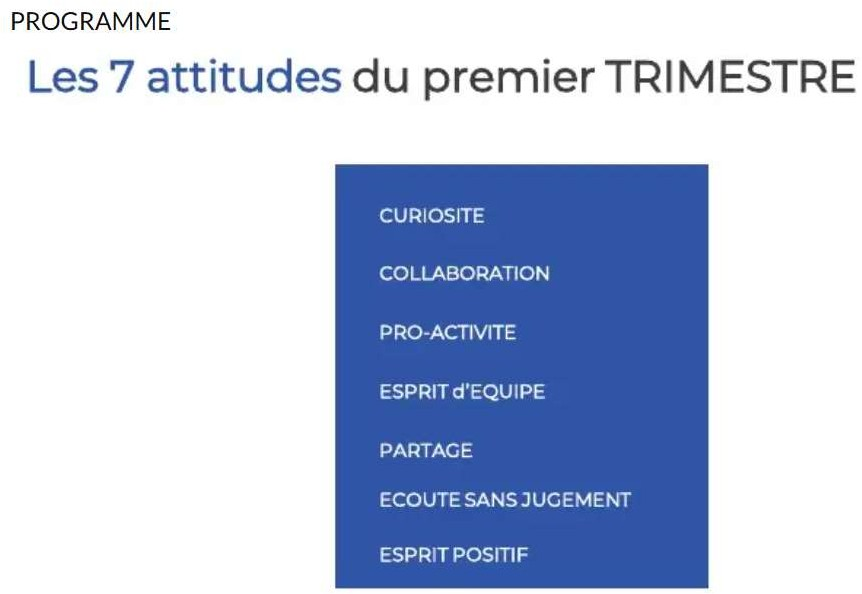 PROGRAMME
Les 7 attitudes du premier TRIMESTRE
CURIOSITE
COLLABORATION
PRO-ACTIVITE
ESPRIT d'EQUIPE
PARTAGE
ECOUTE SANS JUGEMENT
ESPRIT POSITIF